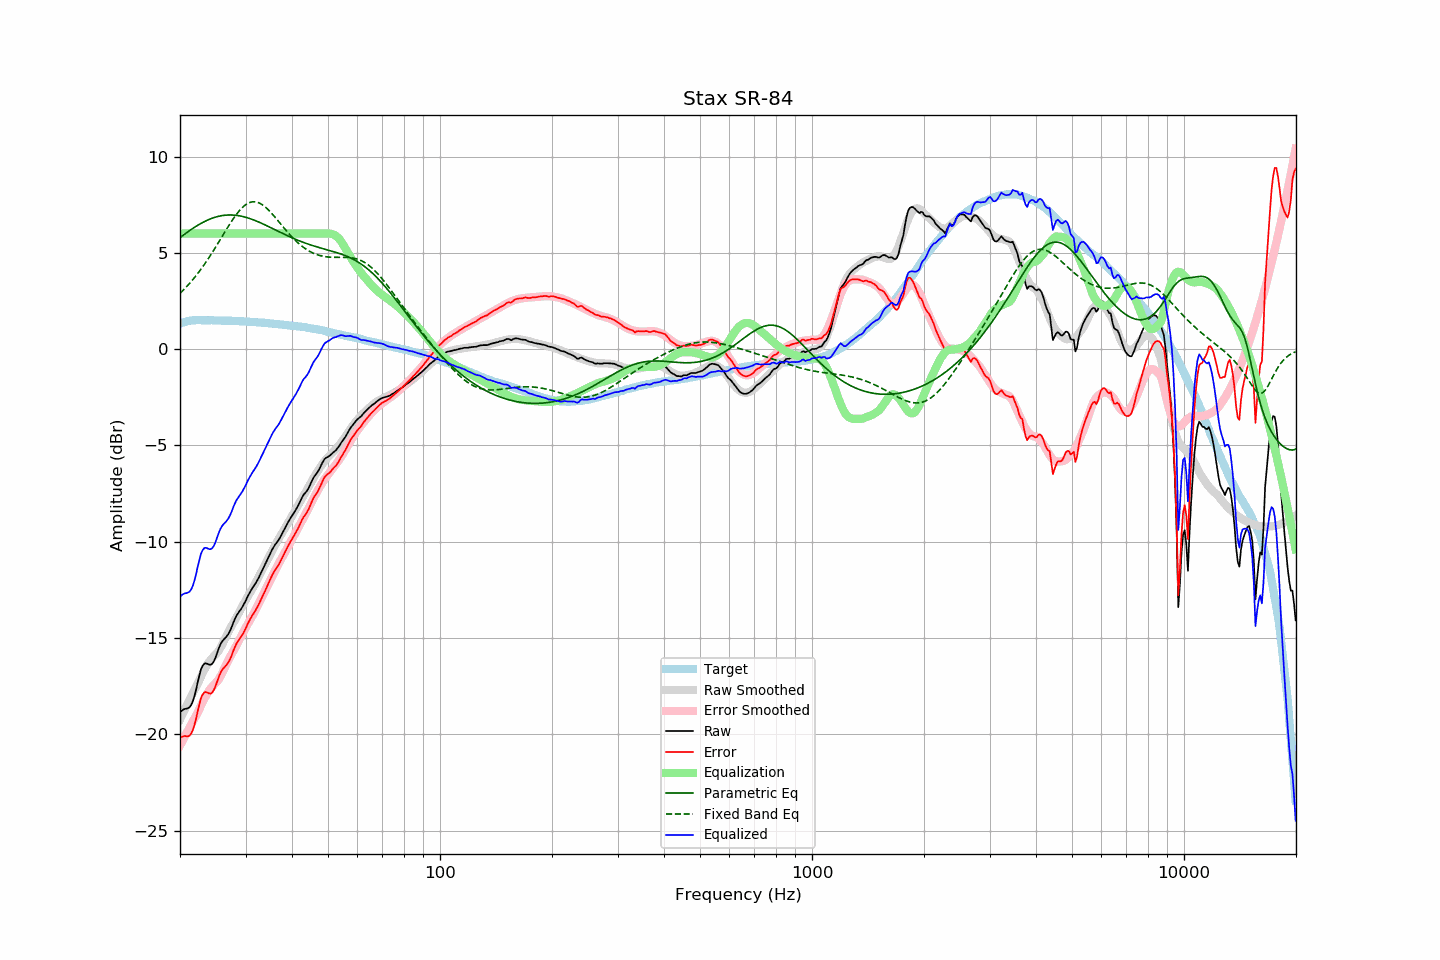 Stax SR-84
Amplitude (dBr)
10
5
0
−5
−10
−15
−20
−25
Target
Raw Smoothed
Error Smoothed
Raw
Error
Equalization
Parametric Eq
Fixed Band Eq
Equalized
100
1000
10000
Frequency (Hz)